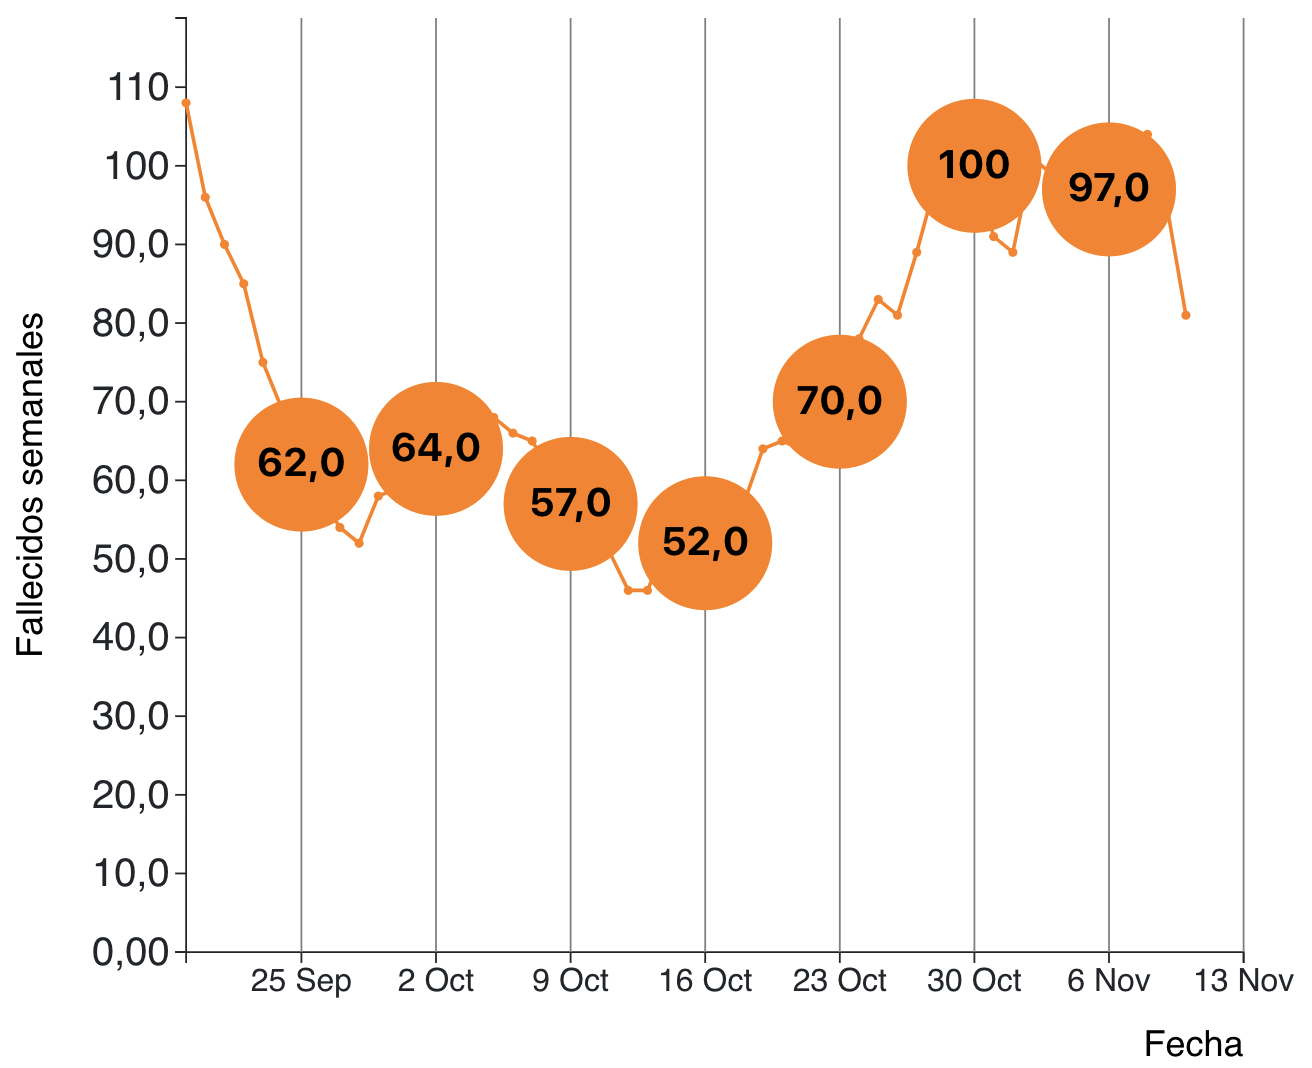 110
100
90,0
80,0
70,0
60,0
50,0
40,0
30,0
20,0
10,0
0,00
Fallecidos semanales
62,0
64,0
57,0
52,0
70,0
100
97,0
25 Sep
2 Oct
9 Oct
16 Oct
23 Oct
30 Oct
6 Nov
13 Nov
Fecha